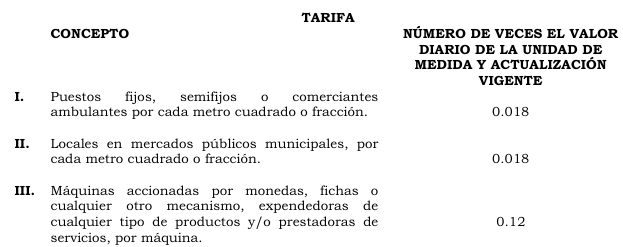 TARIFA
CONCEPTO
NÚMERO DE VECES EL VALOR
DIARIO DE LA UNIDAD DE
MEDIDA Y ACTUALIZACIÓN
VIGENTE
I. Puestos fijos, semifijos o comerciantes
ambulantes por cada metro cuadrado o fracción. 0.018
II. Locales en mercados públicos municipales, por
cada metro cuadrado o fracción. 0.018
III. Máquinas accionadas por monedas, fichas o
cualquier otro mecanismo, expendedoras de
cualquier tipo de productos y/o prestadoras de 0.12
servicios, por máquina.